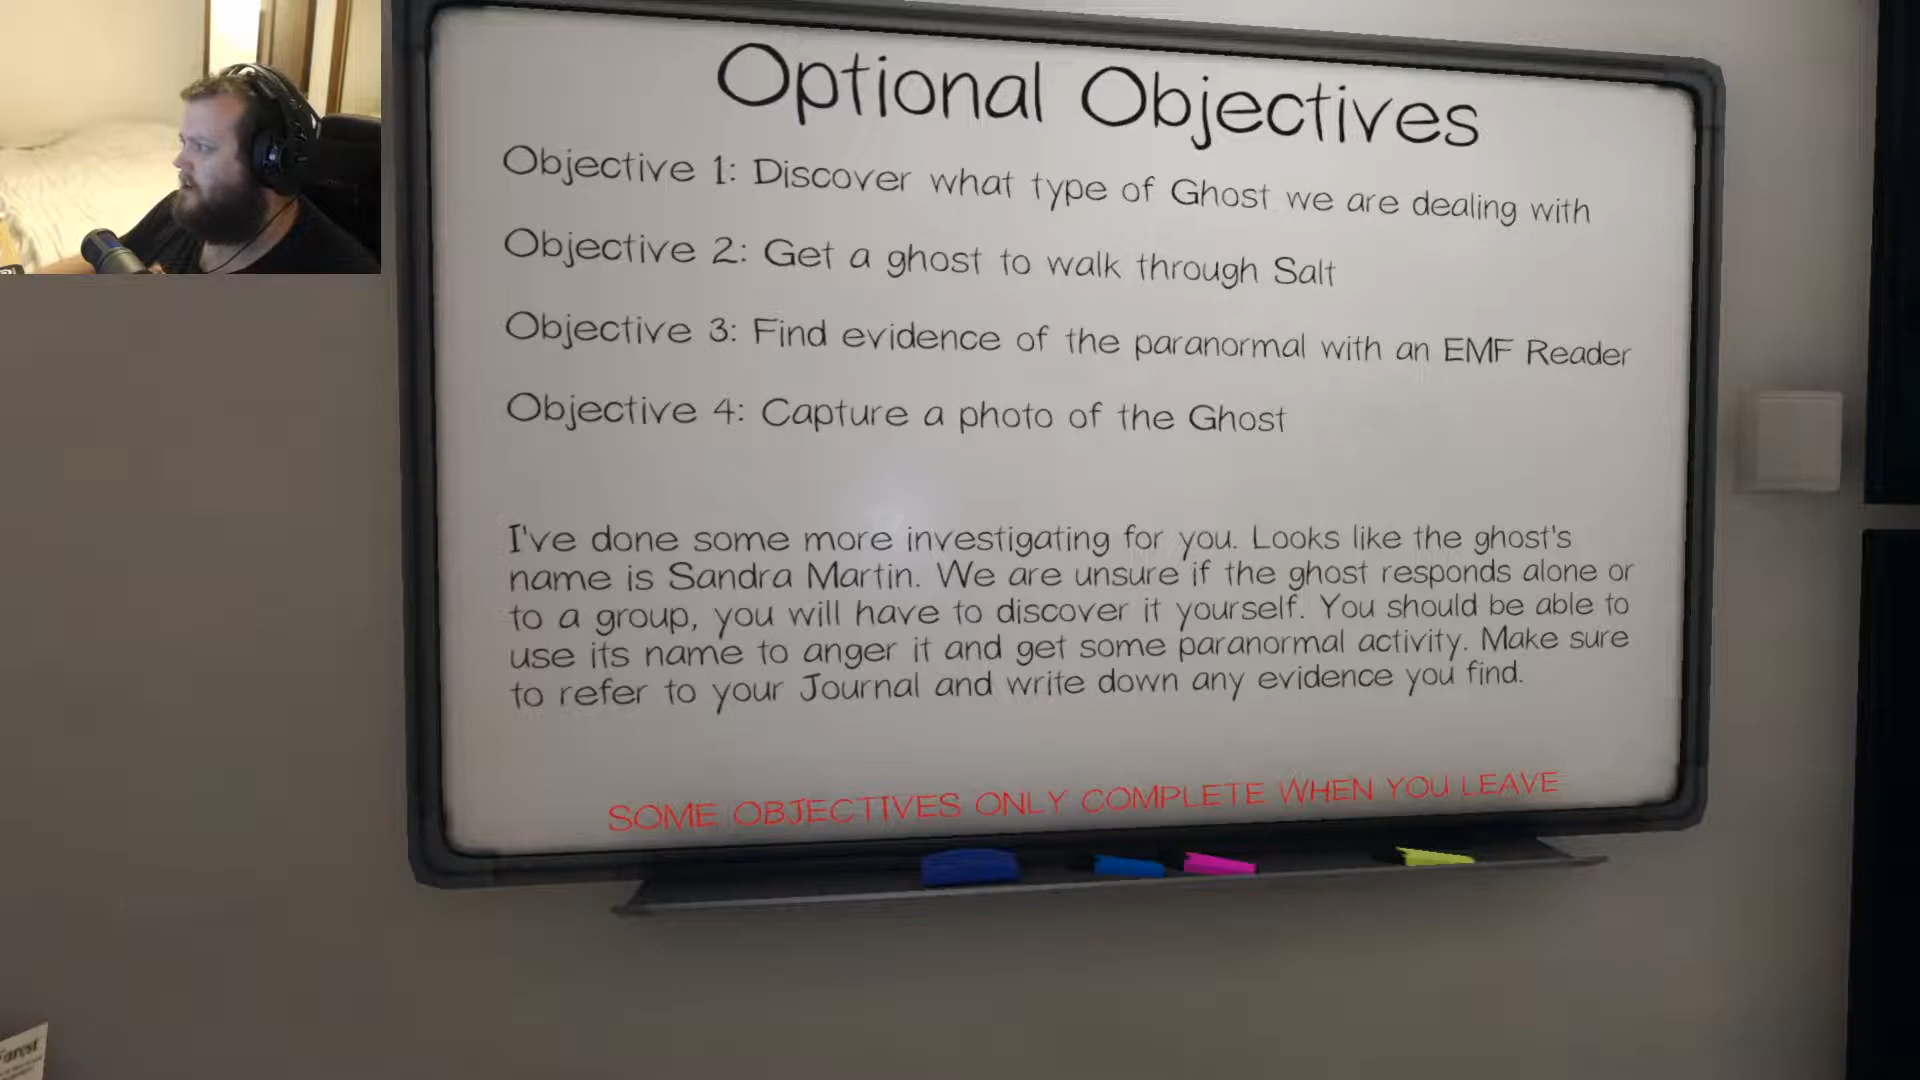 Optional Objectives
Objective 1: Discover what type of Ghost we are dealing with
Objective 2: Get a ghost to walk through Salt
Objective 3: Find evidence of the paranormal with an EMF Reader
Objective 4: Capture a photo of the Ghost
I've done some more investigating for you. Looks like the ghost's
name is Sandra Martin. We are unsure if the ghost responds alone or
to a group, you will have to discover it yourself. You should be able to
use its name to anger it and get some paranormal activity. Make sure
to refer to your Journal and write down any evidence you find.
SOME OBJECTIVES ONLY COMPLETE WHEN YOU LEAVE